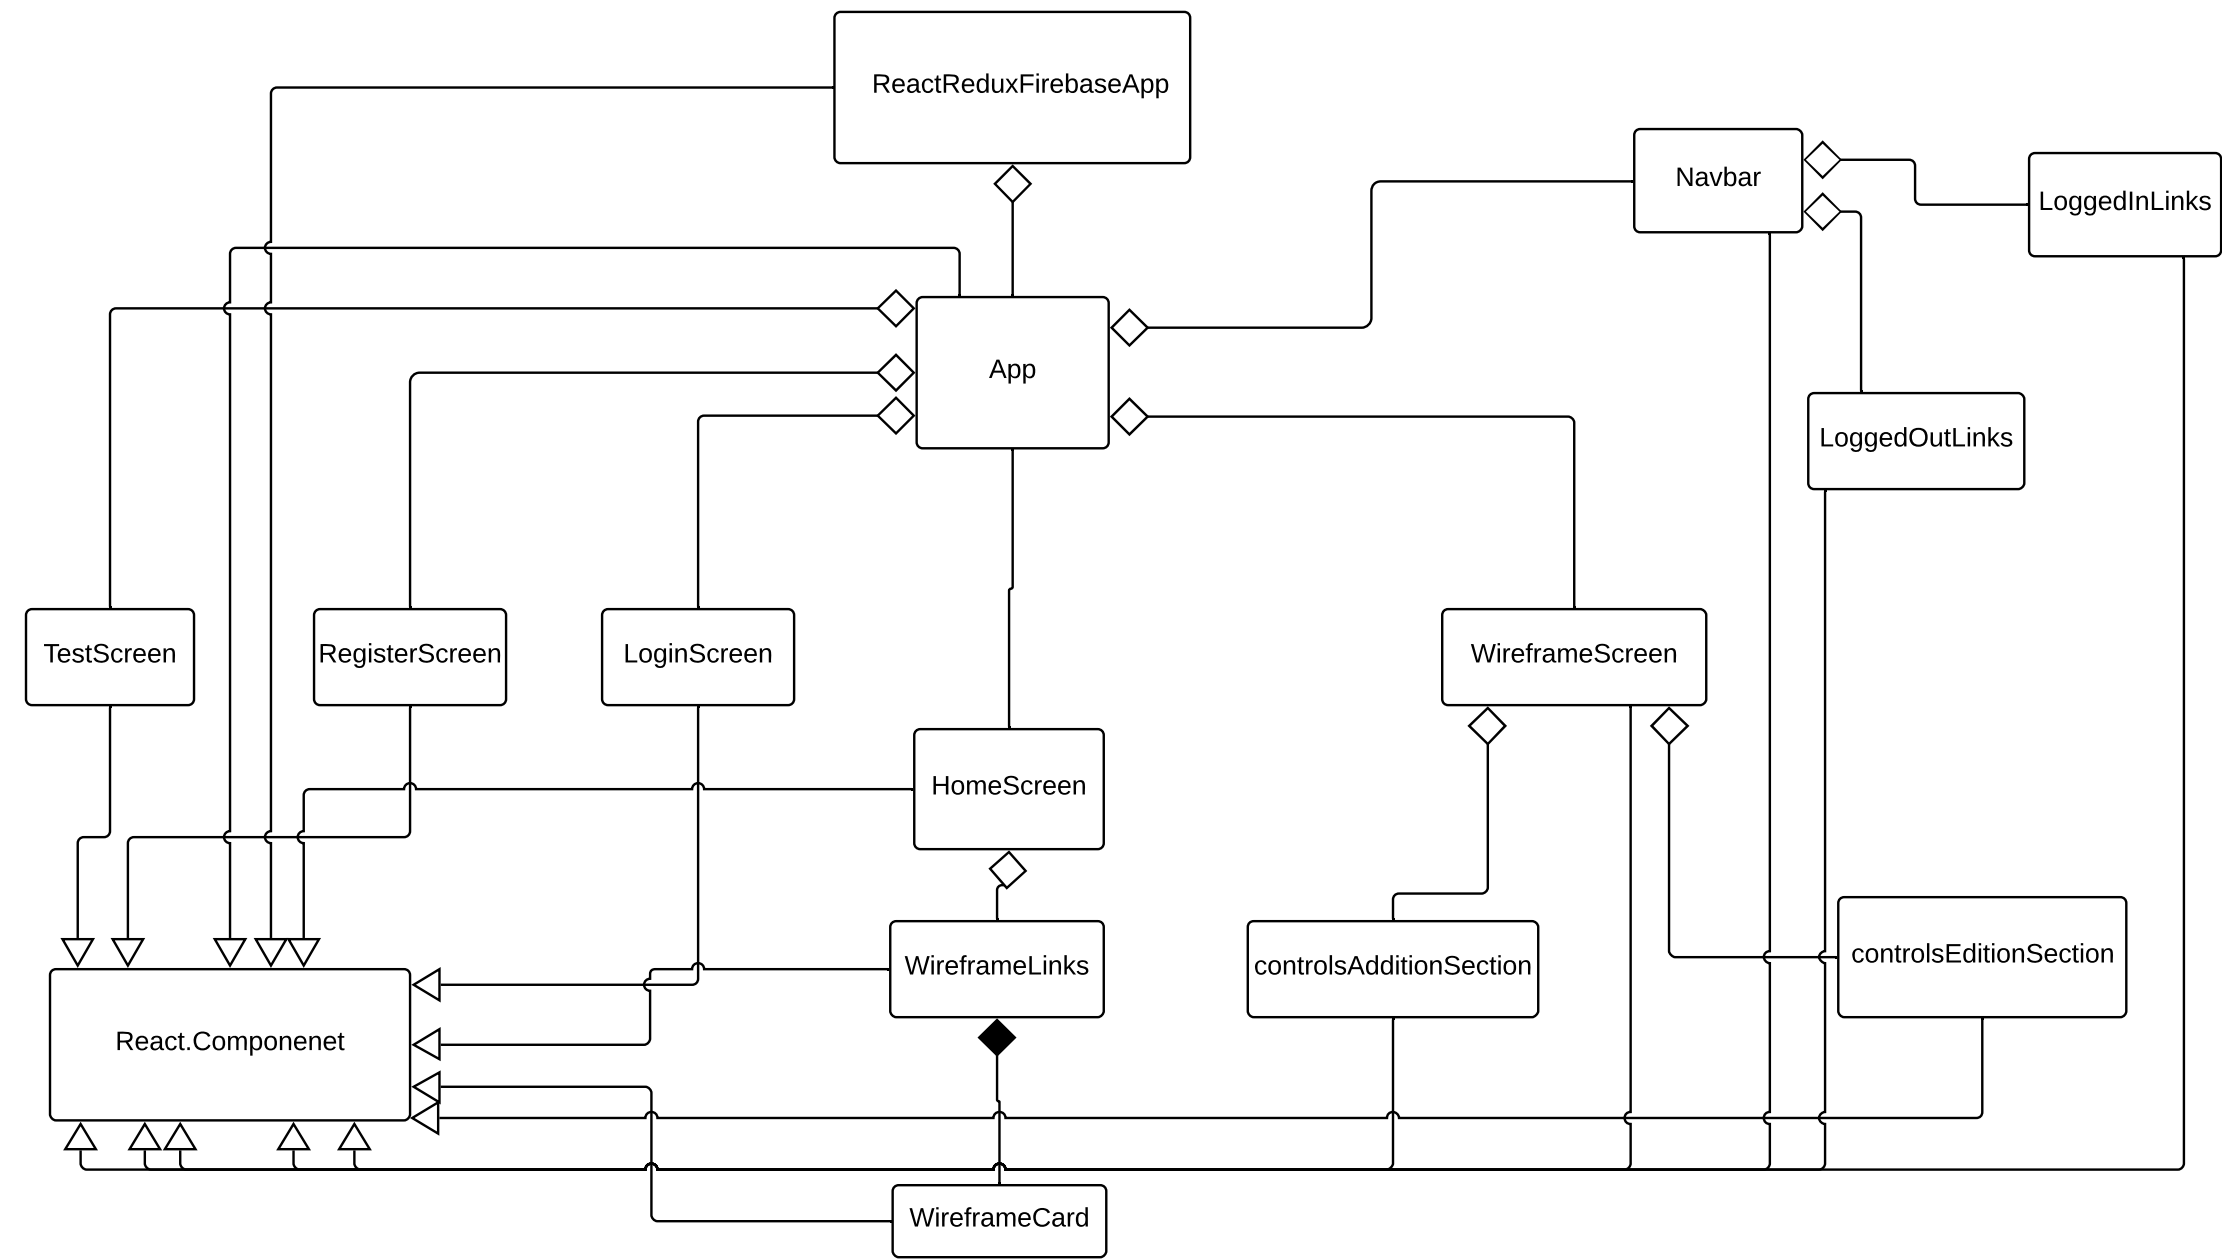 ReactReduxFirebaseApp
Navbar
LoggedInLinks
App
LoggedOutLinks
TestScreen
RegisterScreen
LoginScreen
WireframeScreen
HomeScreen
WireframeLinks
controlsAdditionSection
controlsEditionSection
React.Componenet
WireframeCard